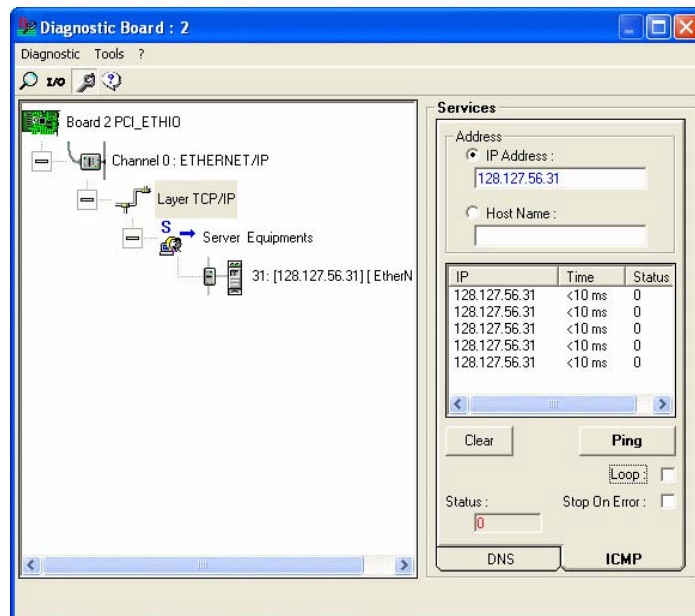 Diagnostic Board : 2
Diagnostic Tools ?
I/O
Board 2 PCI_ETHIO
Channel 0 : ETHERNET/IP
Layer TCP/IP
S
Server Equipments
31: [128.127.56.31] [ EtherN
Services
Address
IP Address :
128.127.56.31
Host Name :
IP Time Status
128.127.56.31 <10 ms 0
128.127.56.31 <10 ms 0
128.127.56.31 <10 ms 0
128.127.56.31 <10 ms 0
128.127.56.31 <10 ms 0
Clear Ping
Loop :
Status : Stop On Error :
0
DNS ICMP